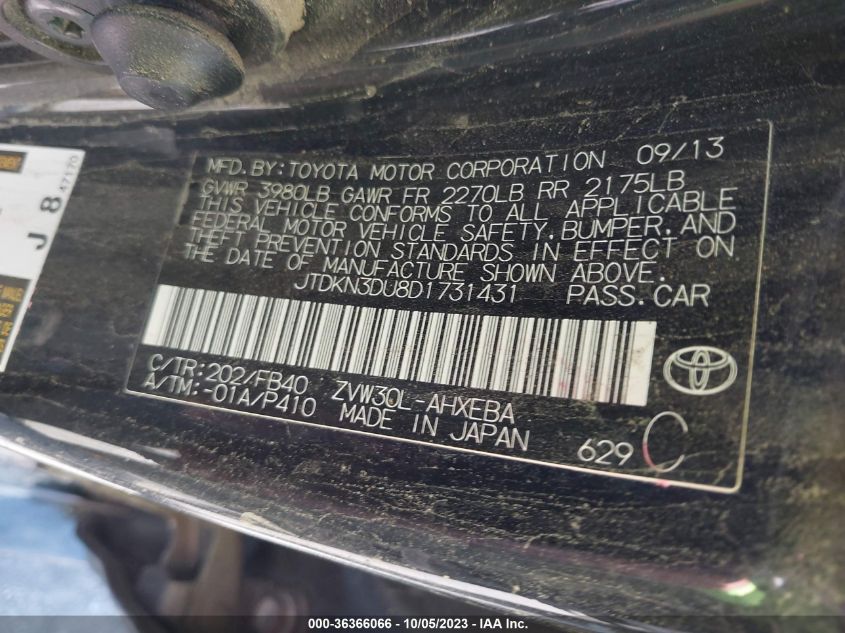 MFD.BY:TOYOTA MOTOR CORPORATION 09/13
GVWR 3980LB GAWR FR 2270LB RR 2175LB
THIS VEHICLE CONFORMS TO ALL APPLICABLE
FEDERAL MOTOR VEHICLE SAFETY,BUMPER,AND
THEFT PREVENTION STANDARDS IN EFFECT ON
THE DATE OF MANUFACTURE SHOWN ABOVE.
JTDKN3DU8D1731431 PASS.CAR
C/TR:202/FB40 ZVW30L-AHXEBA
A/TM:-01A/P410 MADE IN JAPAN
629 C
J 8 47170
000-36366066 - 10/05/2023 - IAA Inc.